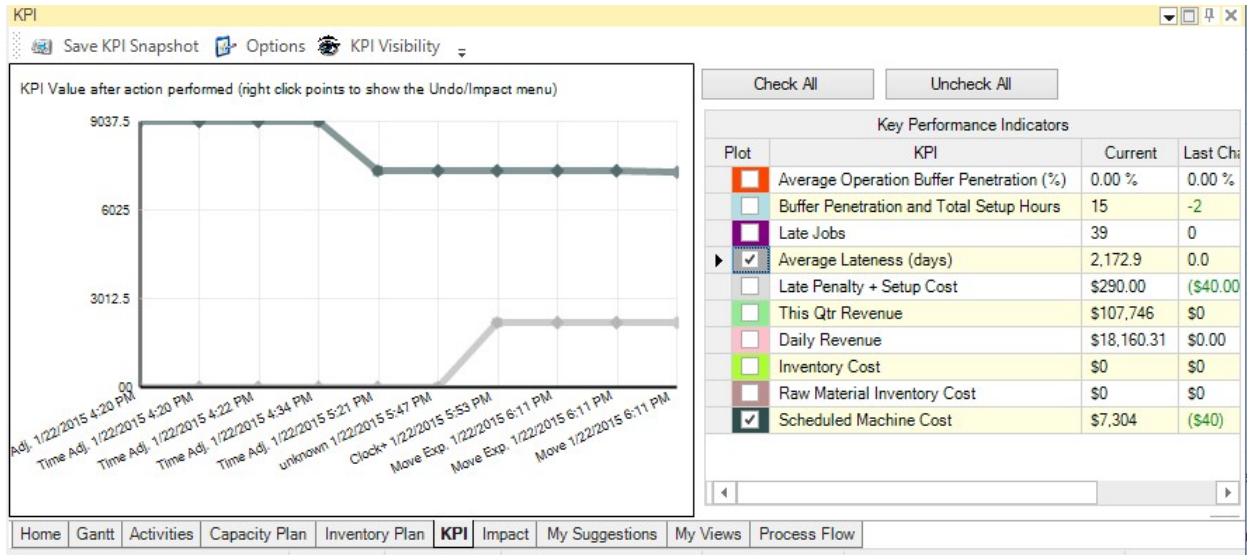 KPI
Save KPI Snapshot Options KPI Visibility
KPI Value after action performed (right click points to show the Undo/Impact menu)
9037.5
6025
3012.5
00
Adj. 1/22/2015 4:20 PM
Time Adj. 1/22/2015 4:20 PM
Time Adj. 1/22/2015 4:22 PM
Time Adj. 1/22/2015 4:34 PM
Time Adj. 1/22/2015 5:21 PM
unknown 1/22/2015 5:47 PM
Clock+ 1/22/2015 5:53 PM
Move Exp. 1/22/2015 6:11 PM
Move Exp. 1/22/2015 6:11 PM
Move 1/22/2015 6:11 PM
Check All Uncheck All
Key Performance Indicators
Plot KPI Current Last Cha
Average Operation Buffer Penetration (%) 0.00 % 0.00 %
Buffer Penetration and Total Setup Hours 15 -2
Late Jobs 39 0
Average Lateness (days) 2,172.9 0.0
Late Penalty + Setup Cost $290.00 ($40.00
This Qtr Revenue $107,746 $0
Daily Revenue $18,160.31 $0.00
Inventory Cost $0 $0
Raw Material Inventory Cost $0 $0
Scheduled Machine Cost $7,304 ($40)
Home Gantt Activities Capacity Plan Inventory Plan KPI Impact My Suggestions My Views Process Flow